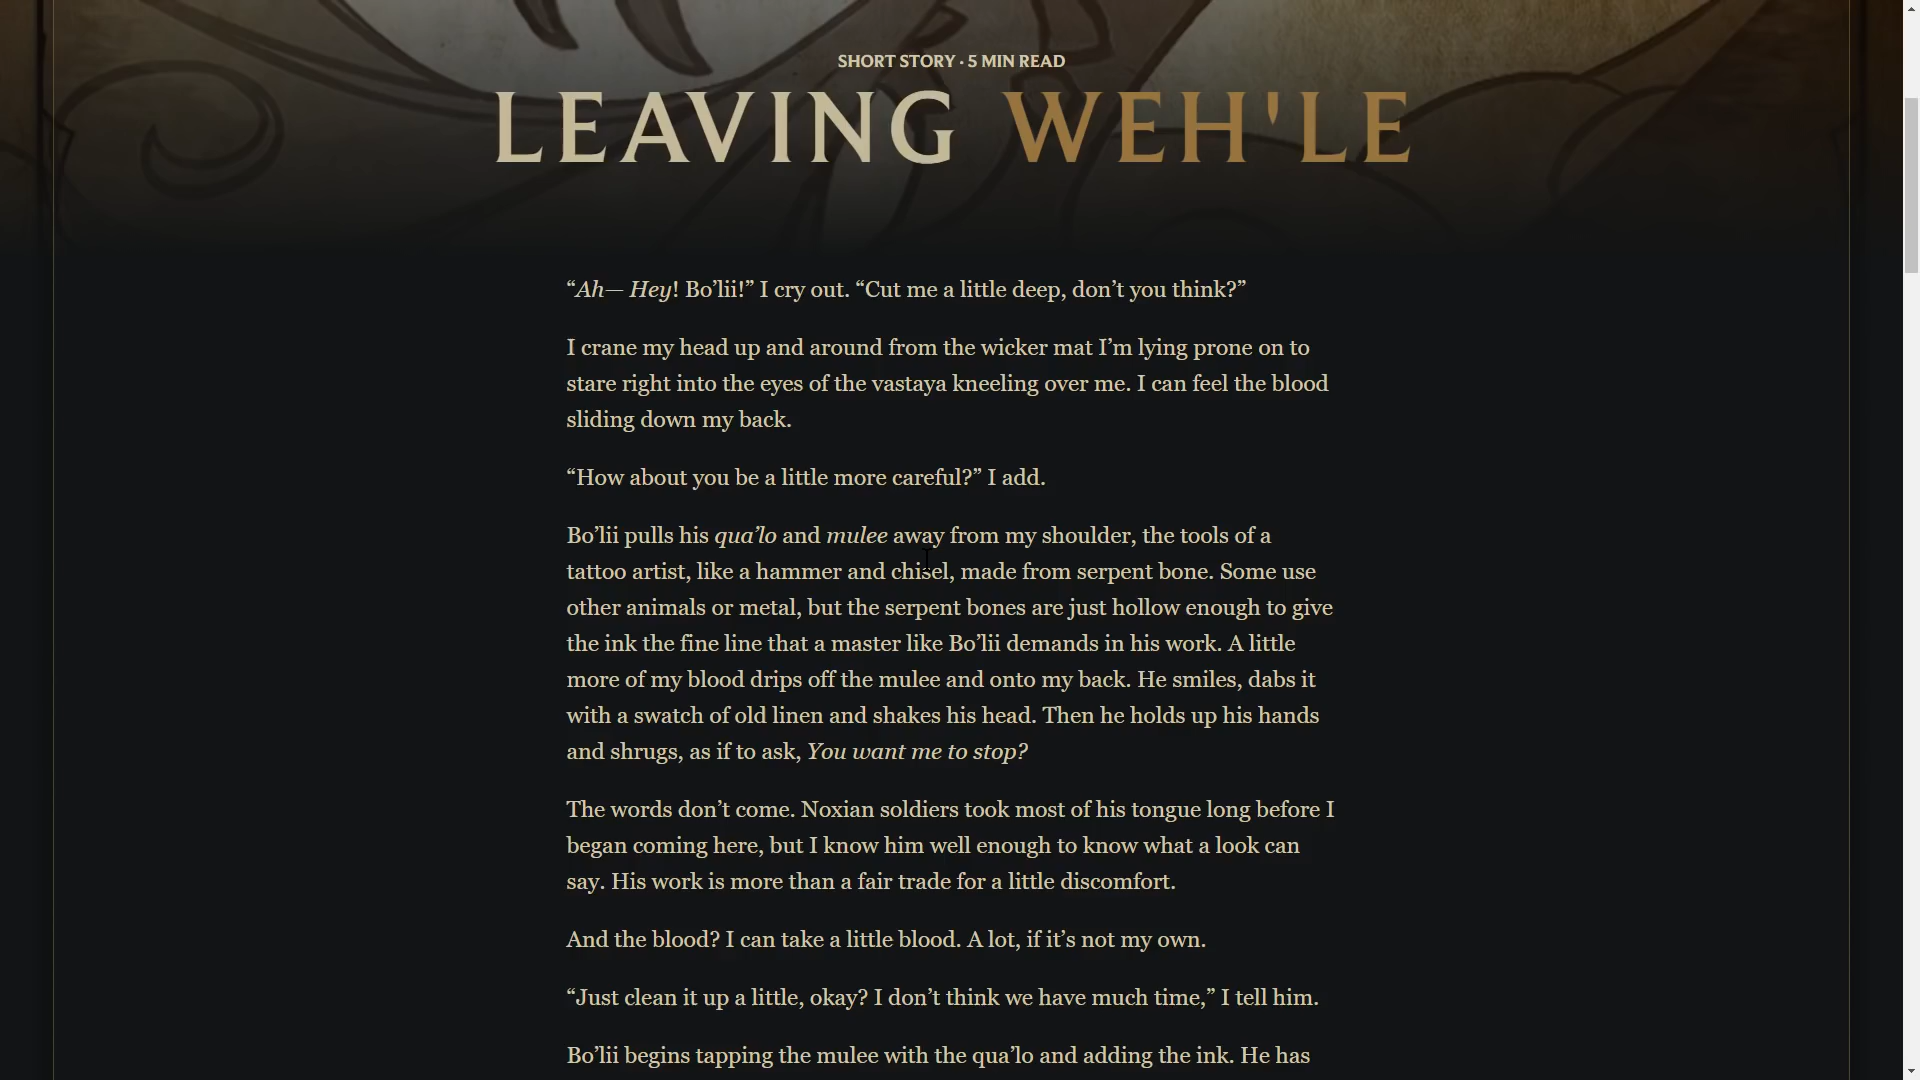 SHORT STORY · 5 MIN READ
LEAVING WEH'LE
“Ah— Hey! Bo’lii!” I cry out. “Cut me a little deep, don’t you think?”
I crane my head up and around from the wicker mat I’m lying prone on to
stare right into the eyes of the vastaya kneeling over me. I can feel the blood
sliding down my back.
“How about you be a little more careful?” I add.
Bo’lii pulls his qua’lo and mulee away from my shoulder, the tools of a
tattoo artist, like a hammer and chisel, made from serpent bone. Some use
other animals or metal, but the serpent bones are just hollow enough to give
the ink the fine line that a master like Bo’lii demands in his work. A little
more of my blood drips off the mulee and onto my back. He smiles, dabs it
with a swatch of old linen and shakes his head. Then he holds up his hands
and shrugs, as if to ask, You want me to stop?
The words don’t come. Noxian soldiers took most of his tongue long before I
began coming here, but I know him well enough to know what a look can
say. His work is more than a fair trade for a little discomfort.
And the blood? I can take a little blood. A lot, if it’s not my own.
“Just clean it up a little, okay? I don’t think we have much time,” I tell him.
Bo’lii begins tapping the mulee with the qua’lo and adding the ink. He has